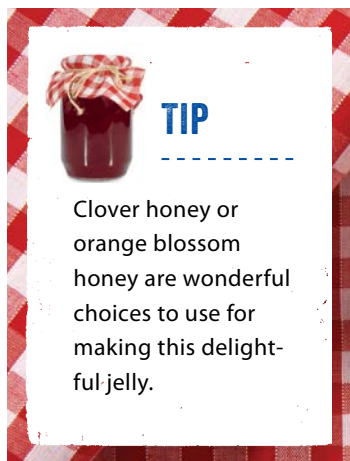 TIP
Clover honey or
orange blossom
honey are wonderful
choices to use for
making this delight-
ful jelly.